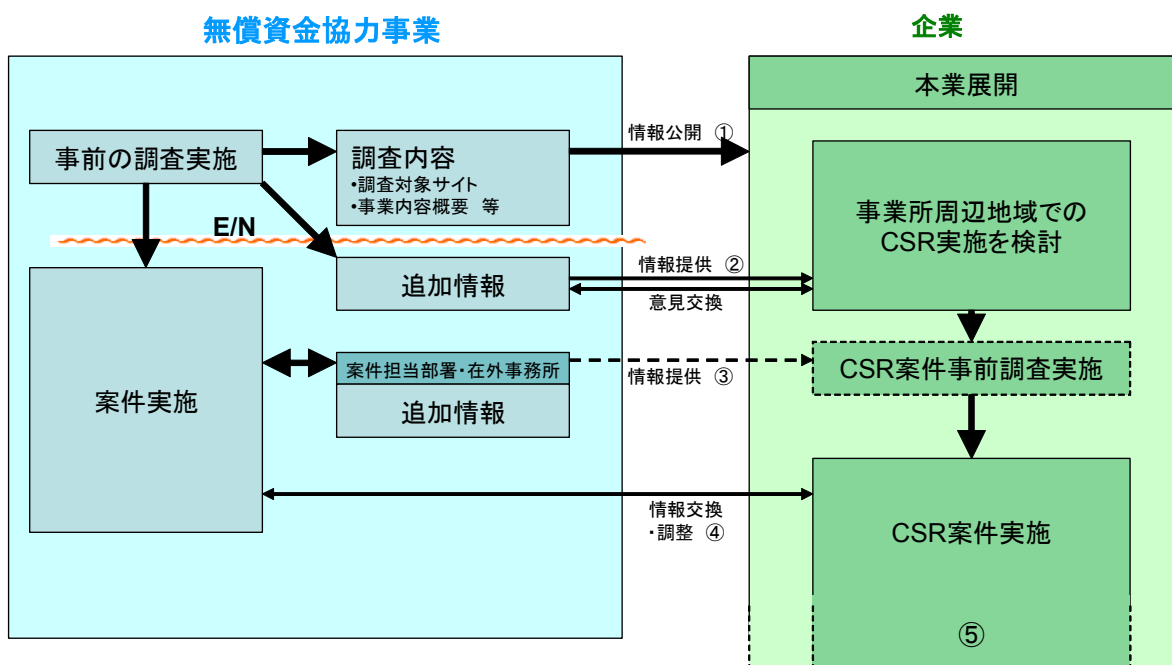 無償資金協力事業
企業
本業展開
事前の調査実施
調査内容
•調査対象サイト
•事業内容概要 等
情報公開 ①
E/N
事業所周辺地域での
CSR実施を検討
追加情報
情報提供 ②
意見交換
案件実施
案件担当部署・在外事務所
追加情報
情報提供 ③
CSR案件事前調査実施
情報交換
・調整 ④
CSR案件実施
⑤